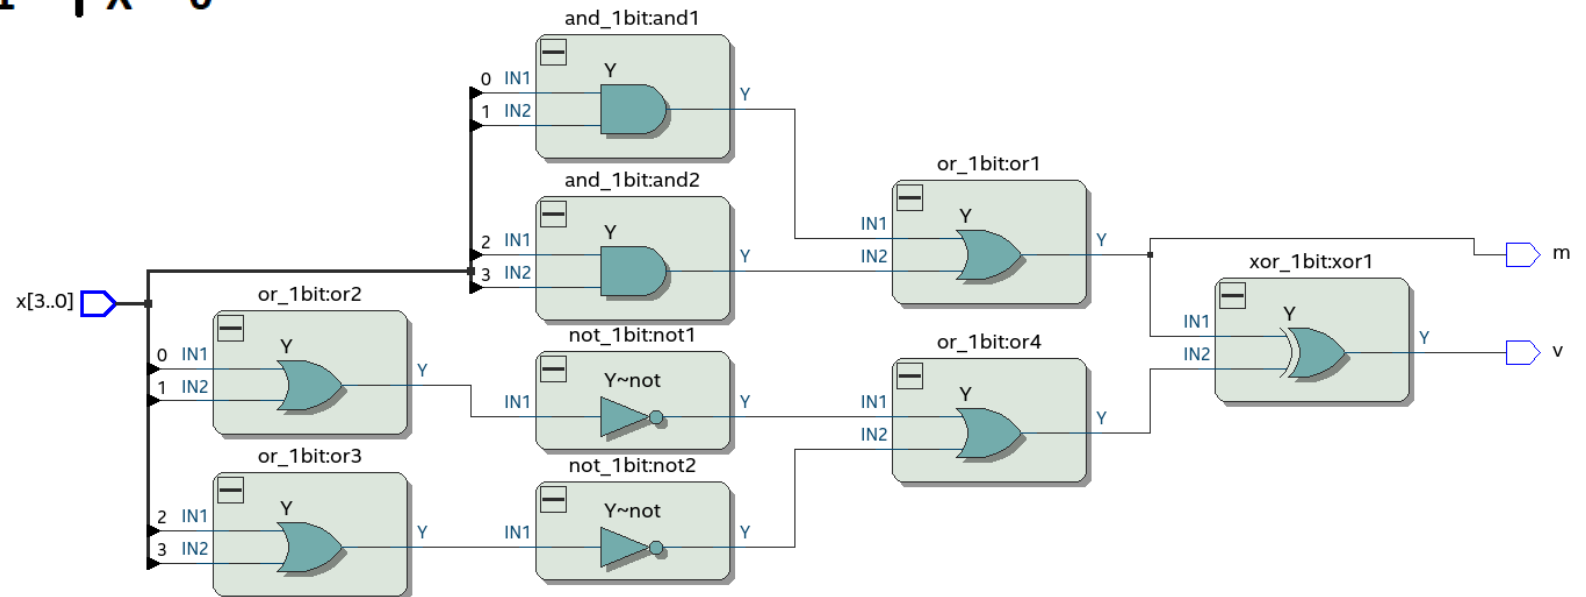 and_1bit:and1
Y
0 IN1
1 IN2
Y
and_1bit:and2
Y
2 IN1
3 IN2
Y
or_1bit:or1
Y
IN1
IN2
Y
m
xor_1bit:xor1
Y
IN1
IN2
Y
v
x[3..0]
or_1bit:or2
Y
0 IN1
1 IN2
Y
not_1bit:not1
Y~not
IN1
Y
or_1bit:or4
Y
IN1
IN2
Y
or_1bit:or3
Y
2 IN1
3 IN2
Y
not_1bit:not2
Y~not
IN1
Y